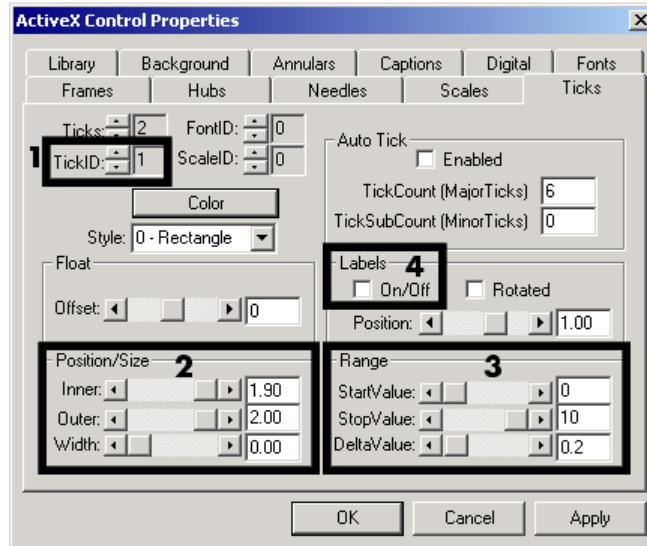 ActiveX Control Properties
Library Background Annulars Captions Digital Fonts
Frames Hubs Needles Scales Ticks
Ticks: 2 FontID: 0
1 TickID: 1 ScaleID: 0
Color
Style: 0 - Rectangle
Auto Tick
Enabled
TickCount (MajorTicks) 6
TickSubCount (MinorTicks) 0
Float
Offset: 0
Labels 4
On/Off Rotated
Position: 1.00
Position/Size 2
Inner: 1.90
Outer: 2.00
Width: 0.00
Range 3
StartValue: 0
StopValue: 10
DeltaValue: 0.2
OK Cancel Apply